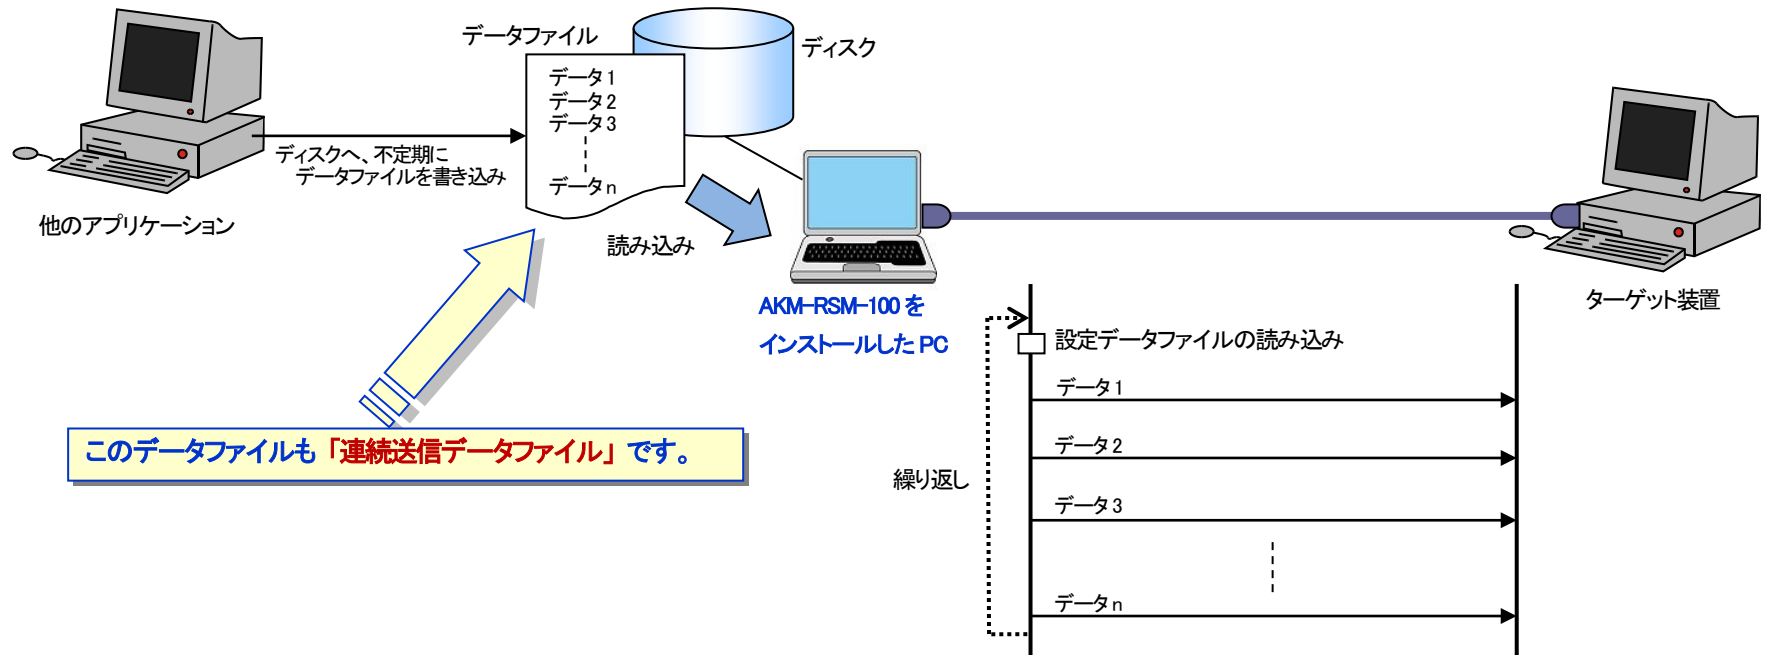 データファイル
ディスク
データ1
データ2
データ3
データn
ディスクへ、不定期に
データファイルを書き込み
他のアプリケーション
読み込み
AKM-RSM-100を
インストールしたPC
ターゲット装置
設定データファイルの読み込み
データ1
データ2
データ3
データn
繰り返し
このデータファイルも「連続送信データファイル」です。